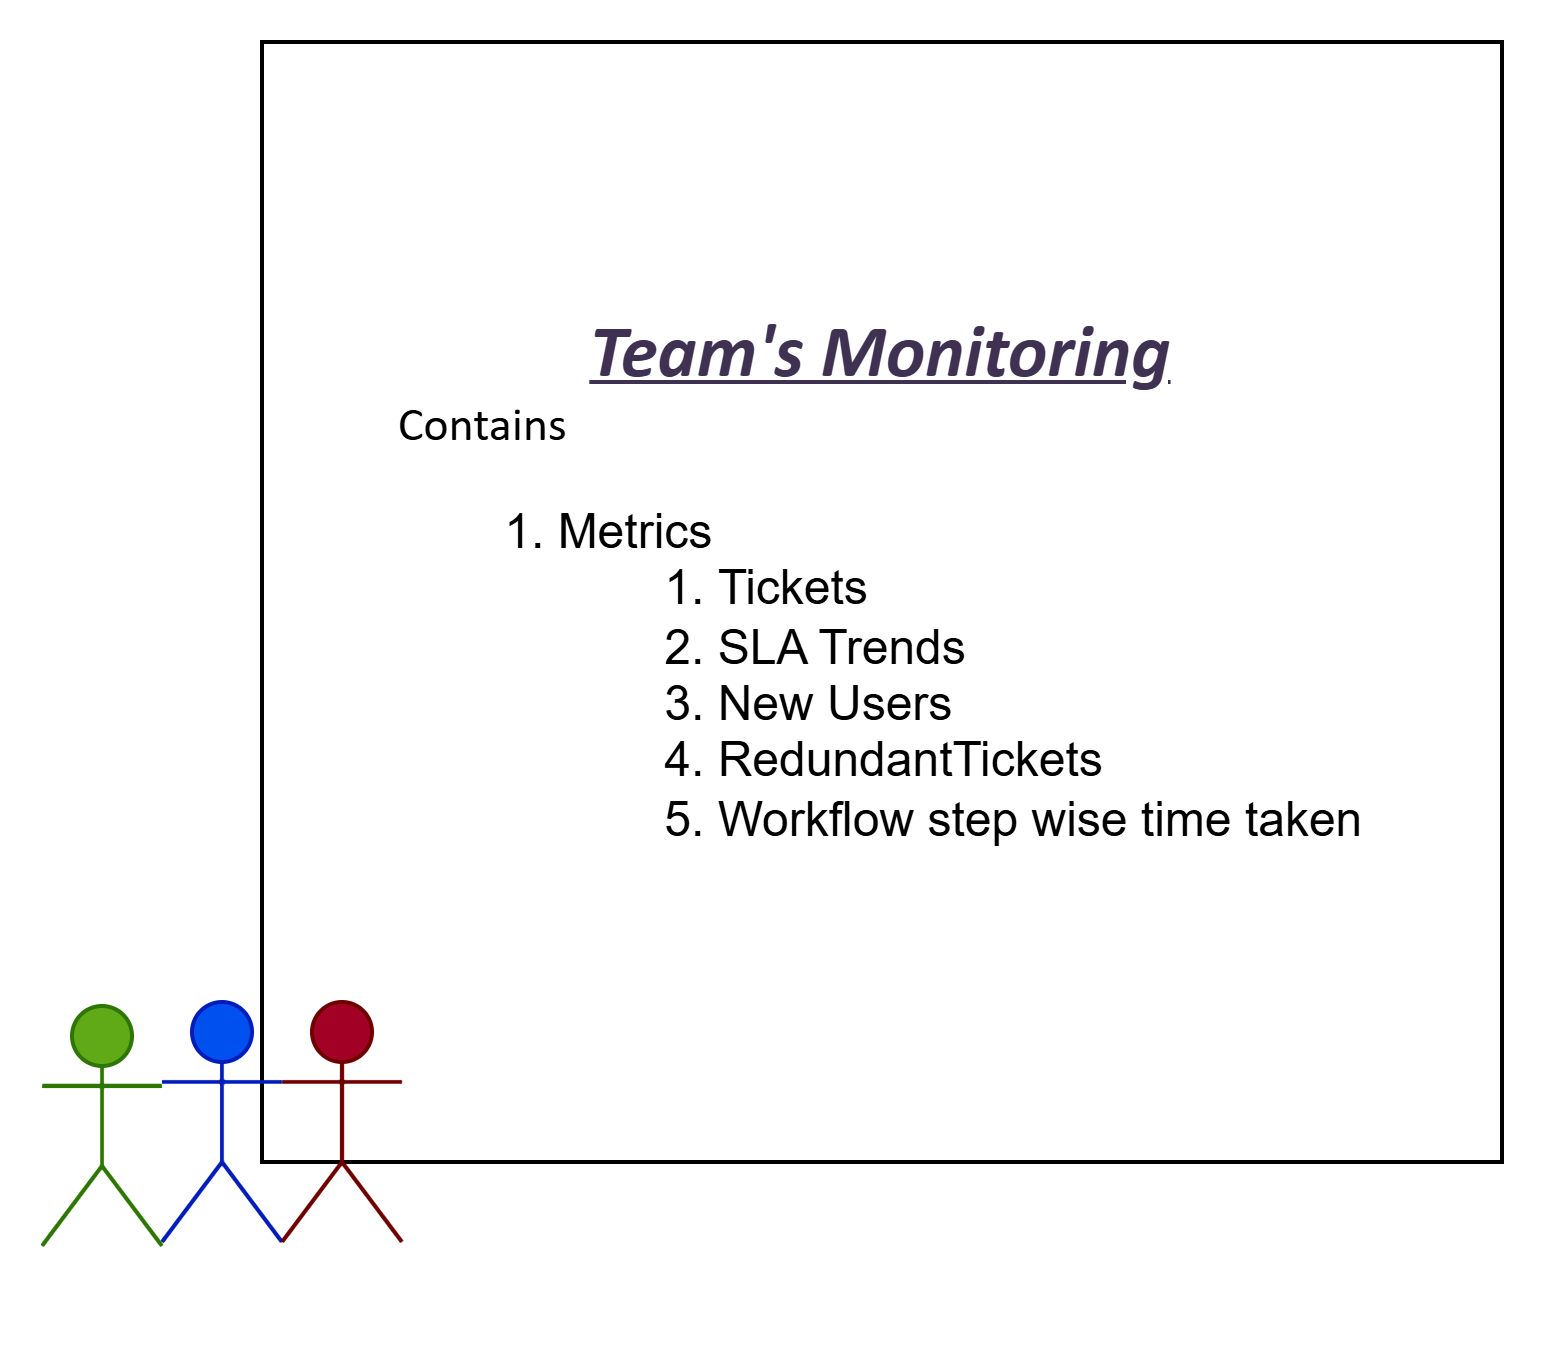 Team's Monitoring
Contains
1. Metrics
1. Tickets
2. SLA Trends
3. New Users
4. RedundantTickets
5. Workflow step wise time taken